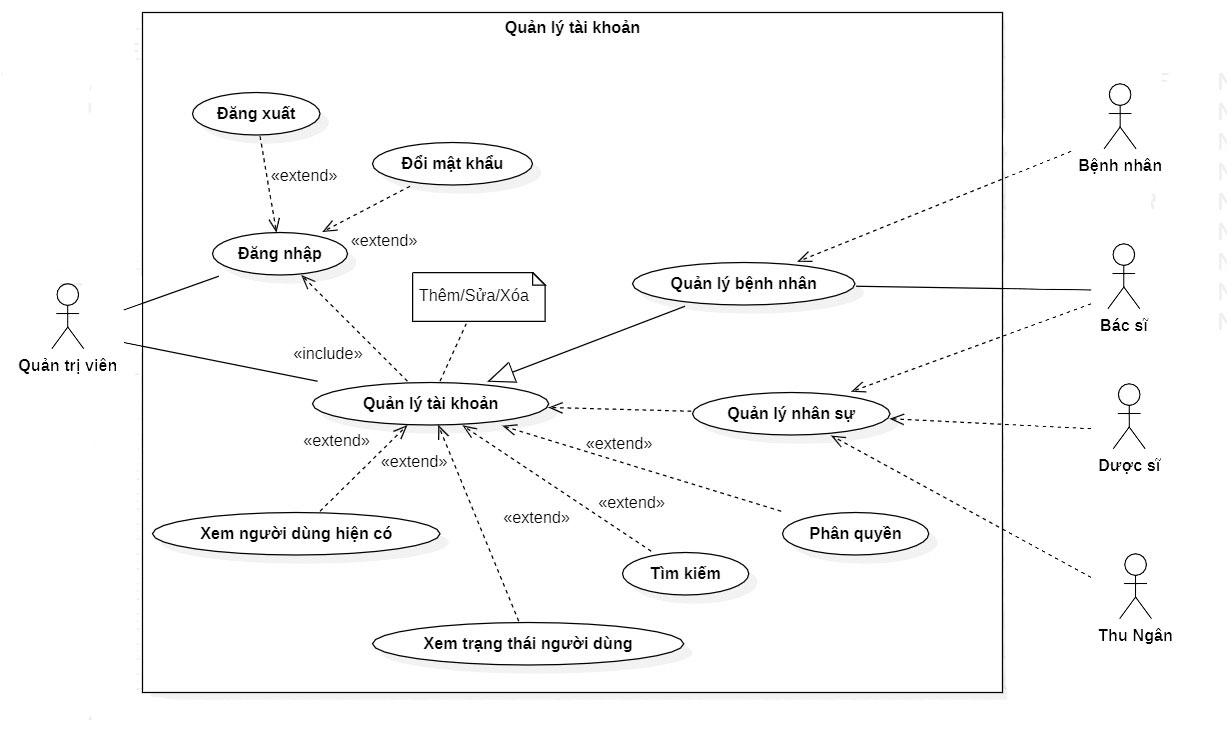 Quản lý tài khoản
Đăng xuất
Đổi mật khẩu
«extend»
Đăng nhập
«extend»
Thêm/Sửa/Xóa
«include»
Quản lý bệnh nhân
Quản trị viên
Quản lý tài khoản
Quản lý nhân sự
«extend»
«extend»
«extend»
«extend»
«extend»
Xem người dùng hiện có
Phân quyền
Tìm kiếm
Xem trạng thái người dùng
Bệnh nhân
Bác sĩ
Dược sĩ
Thu Ngân